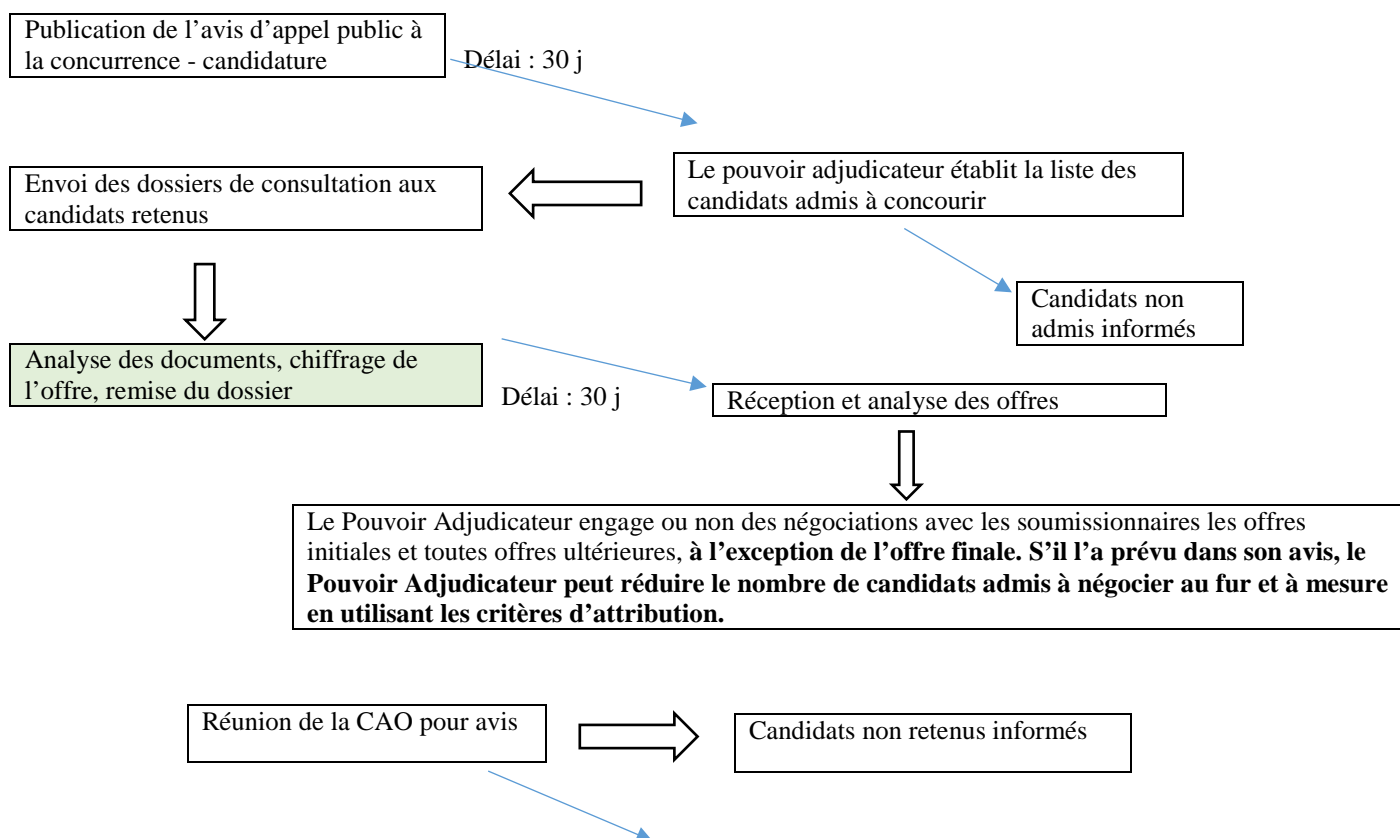 Publication de l’avis d’appel public à
la concurrence - candidature
Délai : 30 j
Le pouvoir adjudicateur établit la liste des
candidats admis à concourir
Envoi des dossiers de consultation aux
candidats retenus
Candidats non
admis informés
Analyse des documents, chiffrage de
l’offre, remise du dossier
Délai : 30 j
Réception et analyse des offres
Le Pouvoir Adjudicateur engage ou non des négociations avec les soumissionnaires les offres
initiales et toutes offres ultérieures, à l’exception de l’offre finale. S’il l’a prévu dans son avis, le
Pouvoir Adjudicateur peut réduire le nombre de candidats admis à négocier au fur et à mesure
en utilisant les critères d’attribution.
Réunion de la CAO pour avis
Candidats non retenus informés